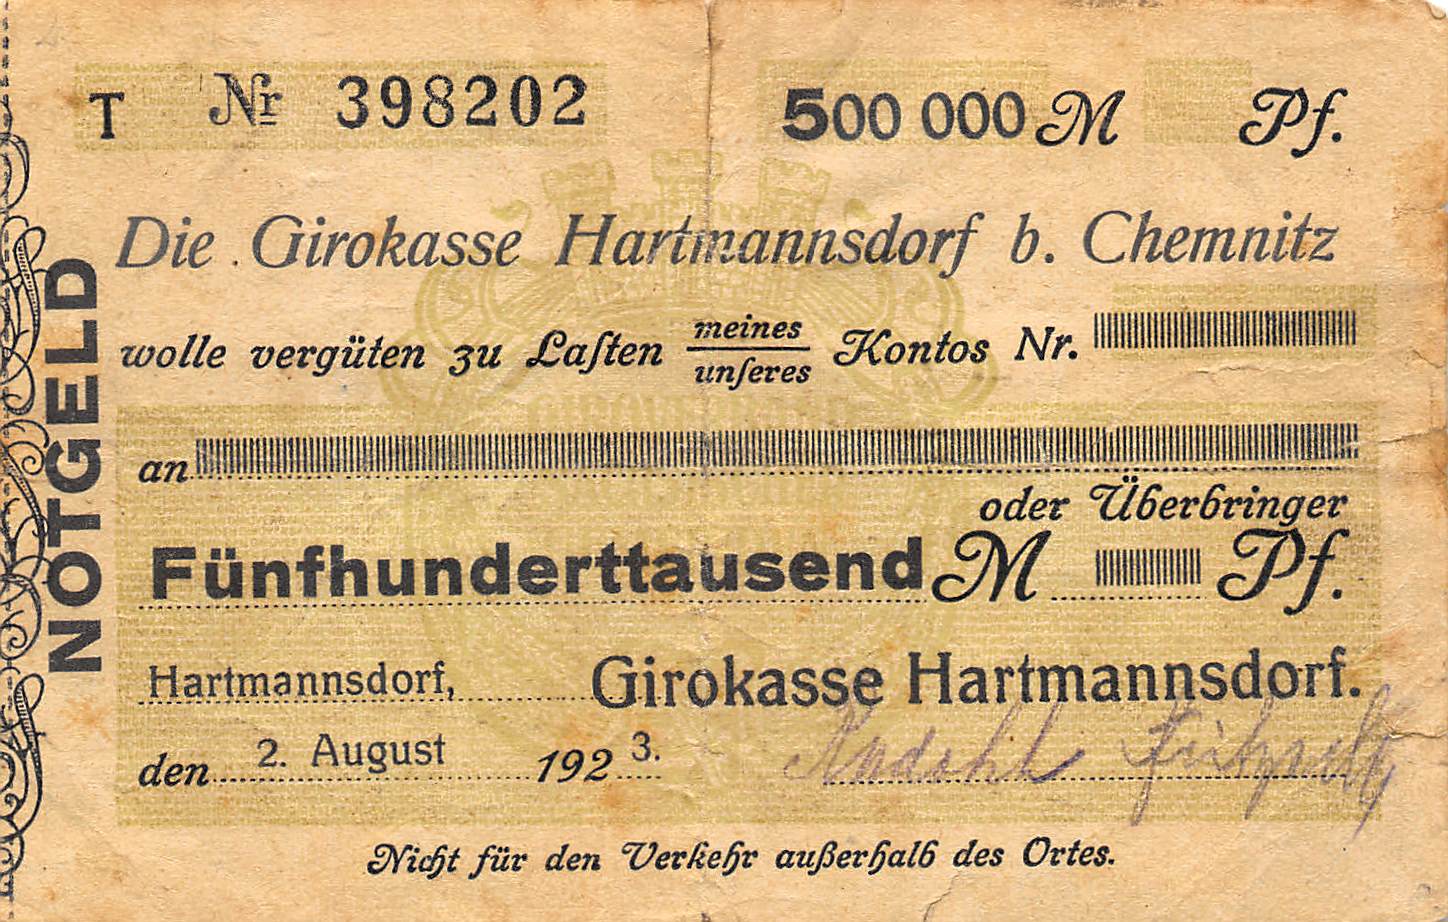 T Nr 398202 500 000 M Pf.
Die Girokasse Hartmannsdorf b. Chemnitz
wolle vergüten zu Laſten meines Kontos Nr.
unſeres
an
oder Überbringer
Fünfhunderttausend M Pf.
Hartmannsdorf, Girokasse Hartmannsdorf.
den 2. August 1923.
Nicht für den Verkehr außerhalb des Ortes.
NOTGELD